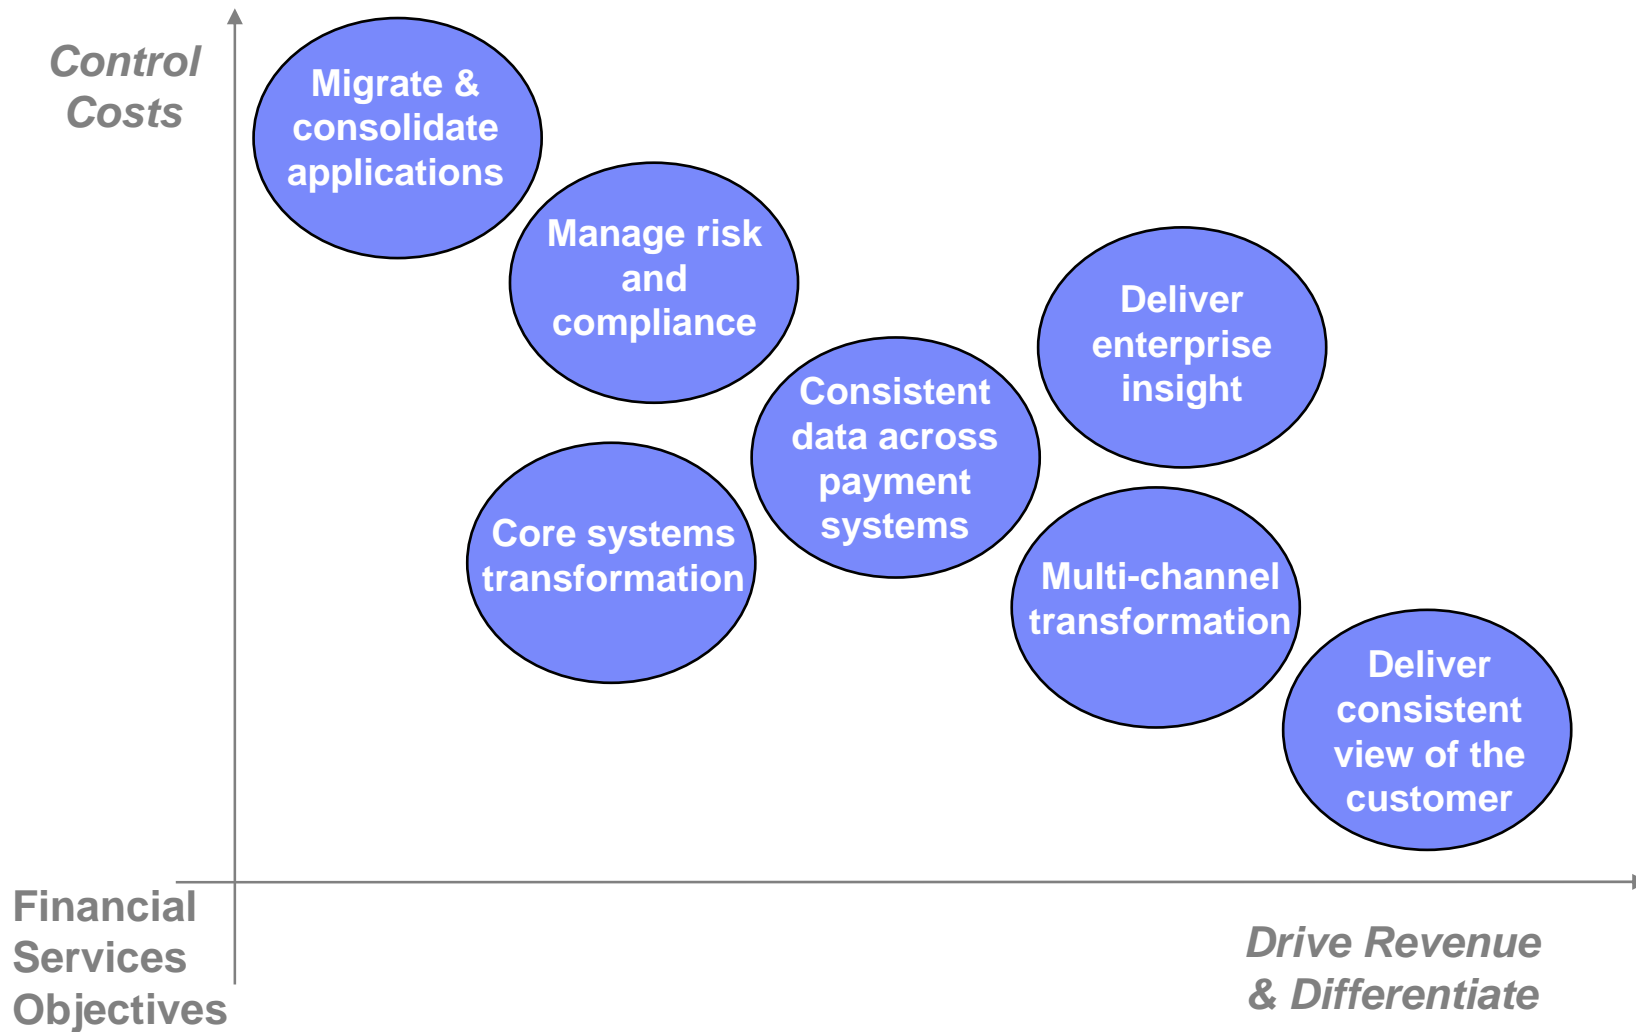 Control
Costs
Migrate &
consolidate
applications
Manage risk
and
compliance
Deliver
enterprise
insight
Consistent
data across
payment
systems
Core systems
transformation
Multi-channel
transformation
Deliver
consistent
view of the
customer
Financial
Services
Objectives
Drive Revenue
& Differentiate